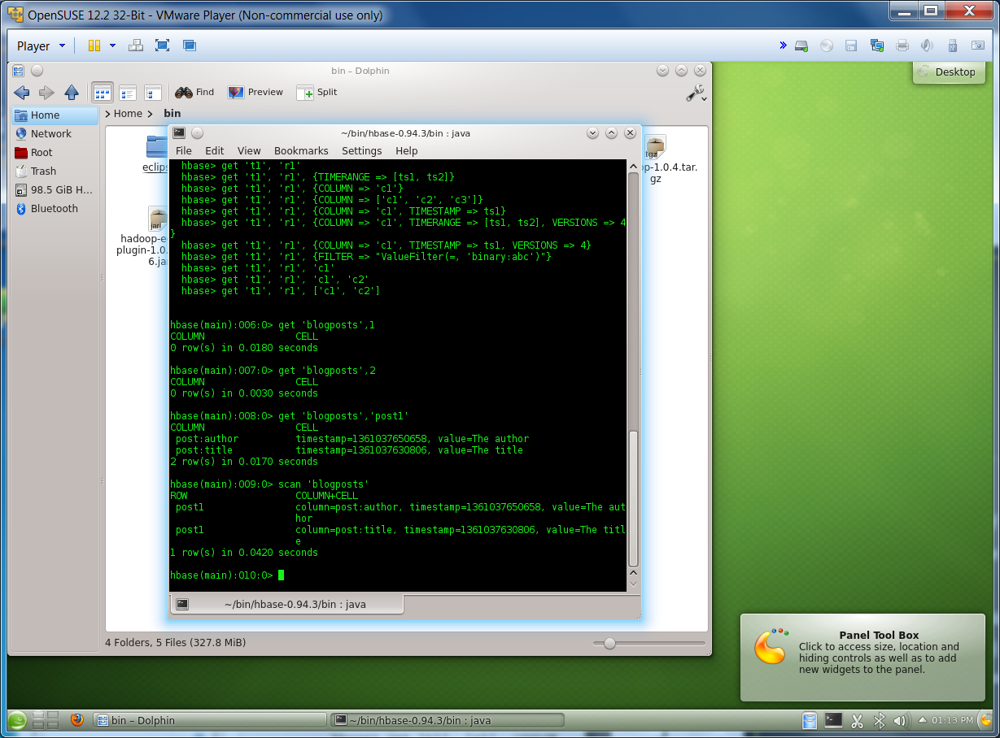 OpenSUSE 12.2 32-Bit - VMware Player (Non-commercial use only)
Player
Desktop
bin – Dolphin
Find
Preview
Split
Home
Network
Root
Trash
98.5 GiB H...
Bluetooth
Home
bin
eclips
hadoop-e
plugin-1.0.
6.ja
jar
tgz
op-1.0.4.tar.
gz
~/bin/hbase-0.94.3/bin : java
File Edit View Bookmarks Settings Help
hbase> get 't1', 'r1'
hbase> get 't1', 'r1', {TIMERANGE => [ts1, ts2]}
hbase> get 't1', 'r1', {COLUMN => 'c1'}
hbase> get 't1', 'r1', {COLUMN => ['c1', 'c2', 'c3']}
hbase> get 't1', 'r1', {COLUMN => 'c1', TIMESTAMP => ts1}
hbase> get 't1', 'r1', {COLUMN => 'c1', TIMERANGE => [ts1, ts2], VERSIONS => 4
}
hbase> get 't1', 'r1', {COLUMN => 'c1', TIMESTAMP => ts1, VERSIONS => 4}
hbase> get 't1', 'r1', {FILTER => "ValueFilter(=, 'binary:abc')"}
hbase> get 't1', 'r1', 'c1'
hbase> get 't1', 'r1', 'c1', 'c2'
hbase> get 't1', 'r1', ['c1', 'c2']
hbase(main):006:0> get 'blogposts',1
COLUMN CELL
0 row(s) in 0.0180 seconds
hbase(main):007:0> get 'blogposts',2
COLUMN CELL
0 row(s) in 0.0030 seconds
hbase(main):008:0> get 'blogposts','post1'
COLUMN CELL
post:author timestamp=1361037650658, value=The author
post:title timestamp=1361037630806, value=The title
2 row(s) in 0.0170 seconds
hbase(main):009:0> scan 'blogposts'
ROW COLUMN+CELL
post1 column=post:author, timestamp=1361037650658, value=The aut
hor
post1 column=post:title, timestamp=1361037630806, value=The titl
e
1 row(s) in 0.0420 seconds
hbase(main):010:0>
~/bin/hbase-0.94.3/bin : java
4 Folders, 5 Files (327.8 MiB)
Panel Tool Box
Click to access size, location and
hiding controls as well as to add
new widgets to the panel.
bin – Dolphin
~/bin/hbase-0.94.3/bin : java
01:13 PM